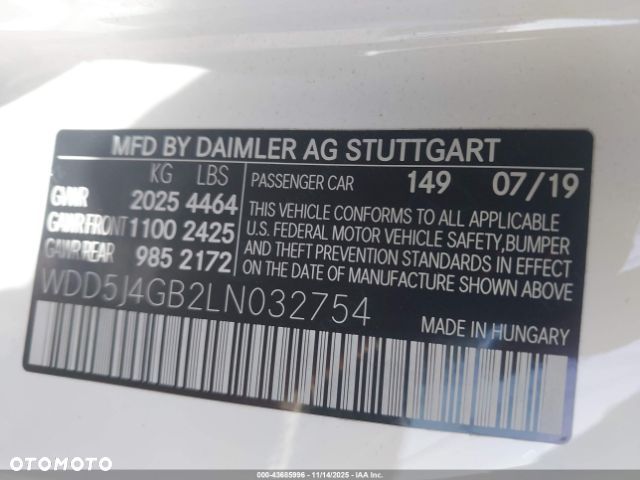 MFD BY DAIMLER AG STUTTGART
KG LBS
GVWR 2025 4464
GAWR FRONT 1100 2425
GAWR REAR 985 2172
PASSENGER CAR 149 07/19
THIS VEHICLE CONFORMS TO ALL APPLICABLE
U.S. FEDERAL MOTOR VEHICLE SAFETY, BUMPER
AND THEFT PREVENTION STANDARDS IN EFFECT
ON THE DATE OF MANUFACTURE SHOWN ABOVE.
WDD5J4GB2LN032754
MADE IN HUNGARY
OTO MOTO
000-43685996 - 11/14/2025 - IAA Inc.